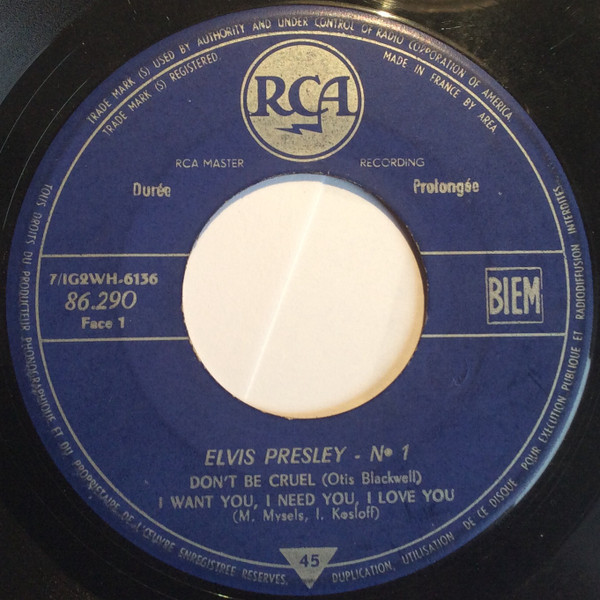 TRADE MARK (S) USED BY AUTHORITY AND UNDER CONTROL OF RADIO CORPORATION OF AMERICA
TRADE MARK (S) REGISTERED.
MADE IN FRANCE BY AREA
RCA
RCA MASTER RECORDING
Durée Prolongée
7/IG2WH-6136
86.290
Face 1
BIEM
ELVIS PRESLEY - No 1
DON'T BE CRUEL (Otis Blackwell)
I WANT YOU, I NEED YOU, I LOVE YOU
(M. Mysels, I. Kosloff)
45
TOUS DROITS DU PRODUCTEUR PHONOGRAPHIQUE ET DU PROPRIETAIRE DE L'ŒUVRE ENREGISTREE RESERVES. DUPLICATION, UTILISATION DE CE DISQUE POUR EXECUTION PUBLIQUE ET RADIODIFFUSION INTERDITES